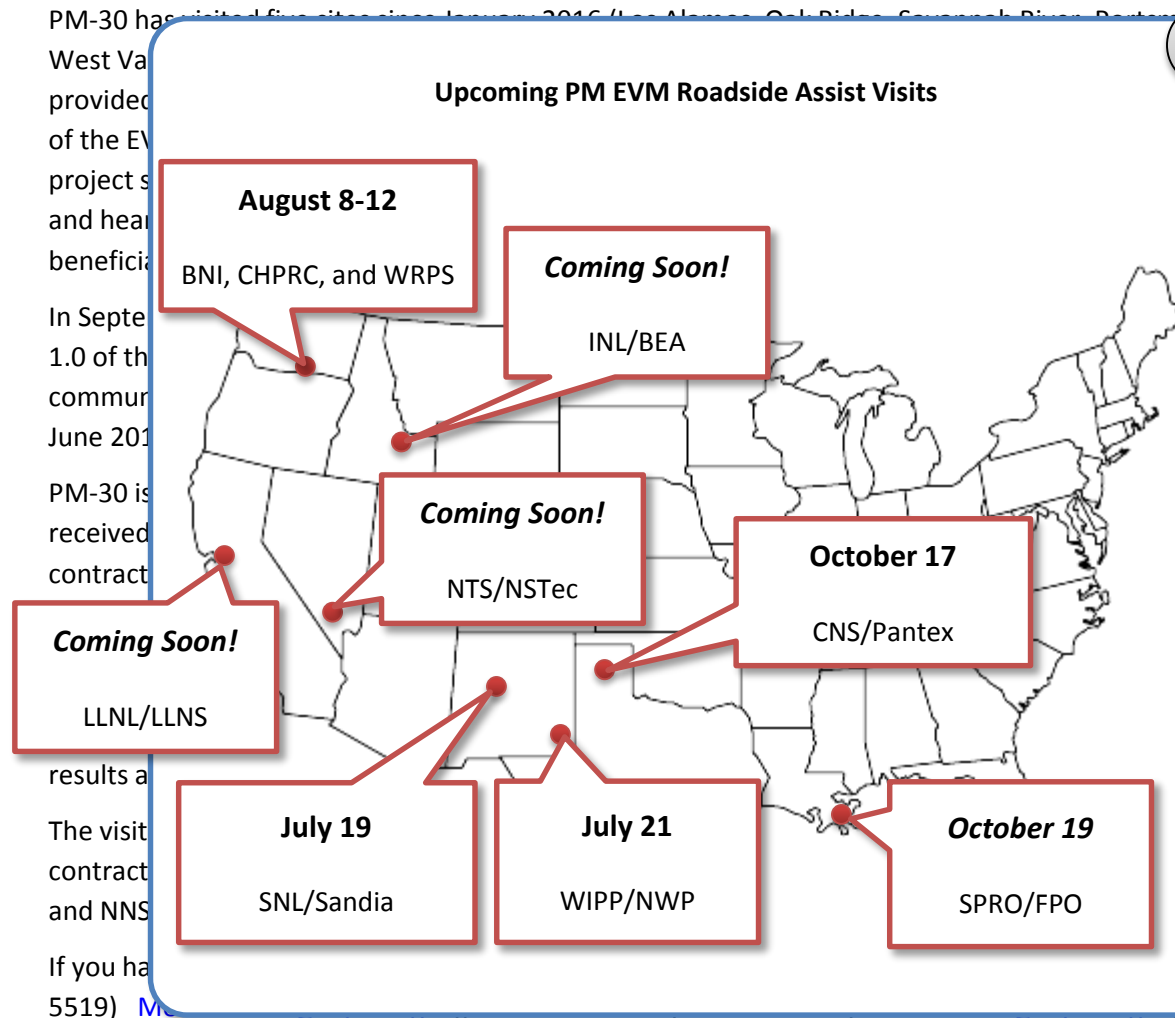 PM-30 has visited five sites since January 2016 (Los Alamos, Oak Ridge, Savannah River,
West Va
provided
of the EV
project s
and hear
beneficia
In Septe
1.0 of th
commun
June 201
PM-30 is
received
contract
results a
The visit
contract
and NNS
If you ha
5519)
Upcoming PM EVM Roadside Assist Visits
August 8-12
BNI, CHPRC, and WRPS
Coming Soon!
INL/BEA
Coming Soon!
NTS/NSTec
October 17
CNS/Pantex
Coming Soon!
LLNL/LLNS
July 19
SNL/Sandia
July 21
WIPP/NWP
October 19
SPRO/FPO